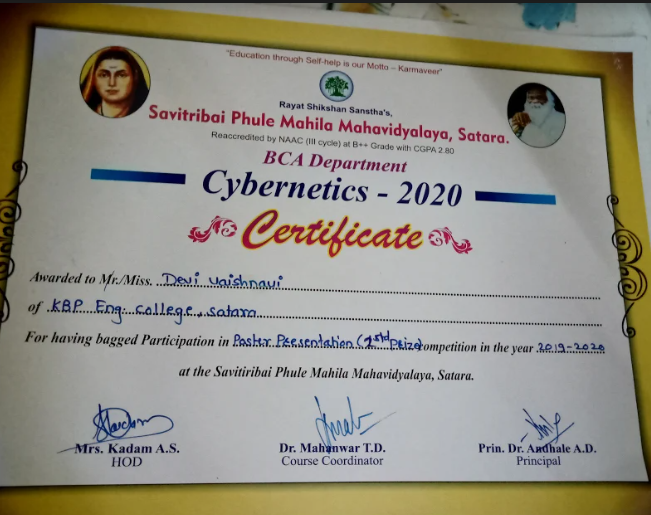 "Education through Self-help is our Motto – Karmaveer"
Rayat Shikshan Sanstha's,
Savitribai Phule Mahila Mahavidyalaya, Satara.
Reaccredited by NAAC (III cycle) at B++ Grade with CGPA 2.80
BCA Department
Cybernetics - 2020
Certificate
Awarded to Mr./Miss. Devi Vaishnavi
of KBP Eng. College, Satara
For having bagged Participation in Poster Presentation ( Prize) competition in the year 2019-2020
at the Savitiribai Phule Mahila Mahavidyalaya, Satara.
Mrs. Kadam A.S. Dr. Mahanwar T.D. Prin. Dr. Andhale A.D.
HOD Course Coordinator Principal